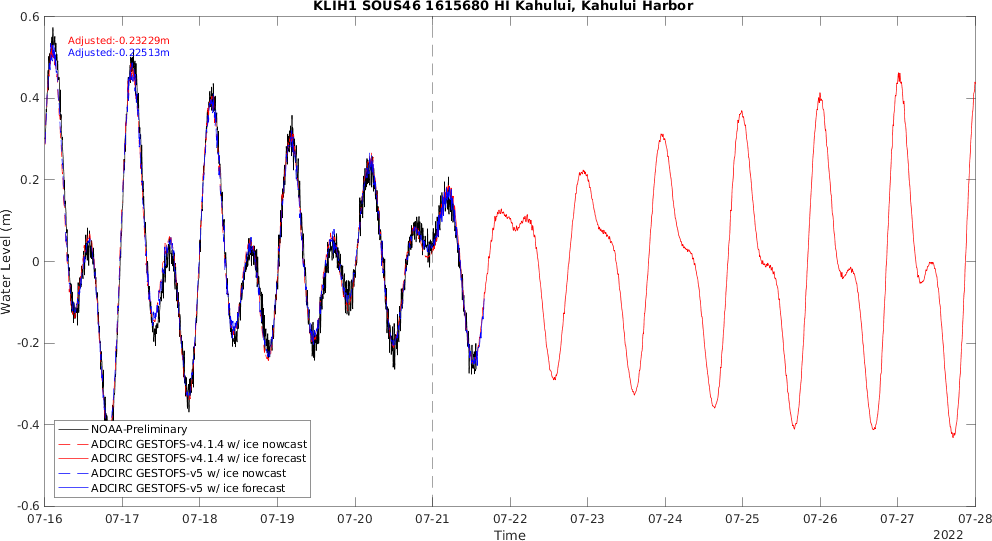 KLIH1 SOUS46 1615680 HI Kahului, Kahului Harbor
Adjusted:-0.23229m
Adjusted:-0.22513m
Water Level (m)
0.6
0.4
0.2
0
-0.2
-0.4
-0.6
NOAA-Preliminary
ADCIRC GESTOFS-v4.1.4 w/ ice nowcast
ADCIRC GESTOFS-v4.1.4 w/ ice forecast
ADCIRC GESTOFS-v5 w/ ice nowcast
ADCIRC GESTOFS-v5 w/ ice forecast
07-16 07-17 07-18 07-19 07-20 07-21 07-22 07-23 07-24 07-25 07-26 07-27 07-28
Time
2022